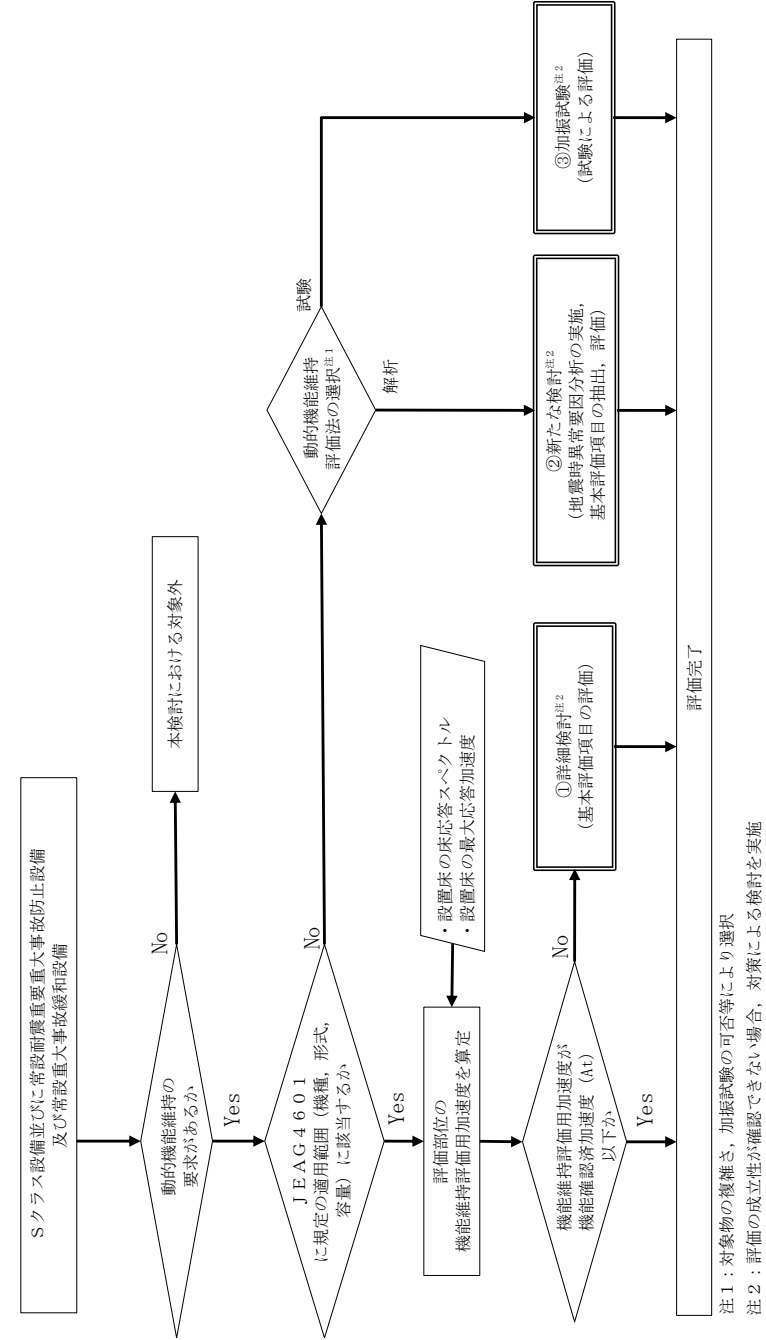 Sクラス設備並びに常設耐震重要重大事故防止設備
及び常設重大事故緩和設備
動的機能維持の
要求があるか
No
本検討における対象外
Yes
JEAG4601
に規定の適用範囲（機種，形式，
容量）に該当するか
No
動的機能維持
評価法の選択注1
試験
解析
Yes
評価部位の
機能維持評価用加速度を算定
・設置床の床応答スペクトル
・設置床の最大応答加速度
機能維持評価用加速度が
機能確認済加速度（At）
以下か
No
Yes
①詳細検討注2
(基本評価項目の評価)
②新たな検討注2
(地震時異常要因分析の実施，
基本評価項目の抽出，評価)
③加振試験注2
(試験による評価)
評価完了
注1：対象物の複雑さ，加振試験の可否等により選択
注2：評価の成立性が確認できない場合，対策による検討を実施